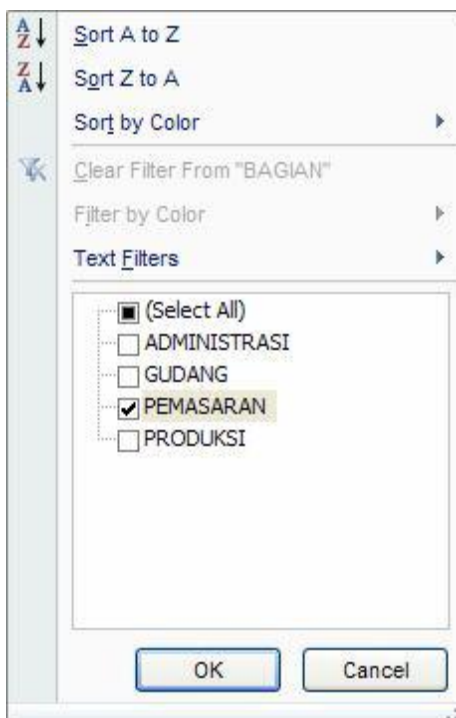 Sort A to Z
Sort Z to A
Sort by Color
Clear Filter From "BAGIAN"
Filter by Color
Text Filters
(Select All)
ADMINISTRASI
GUDANG
PEMASARAN
PRODUKSI
OK Cancel